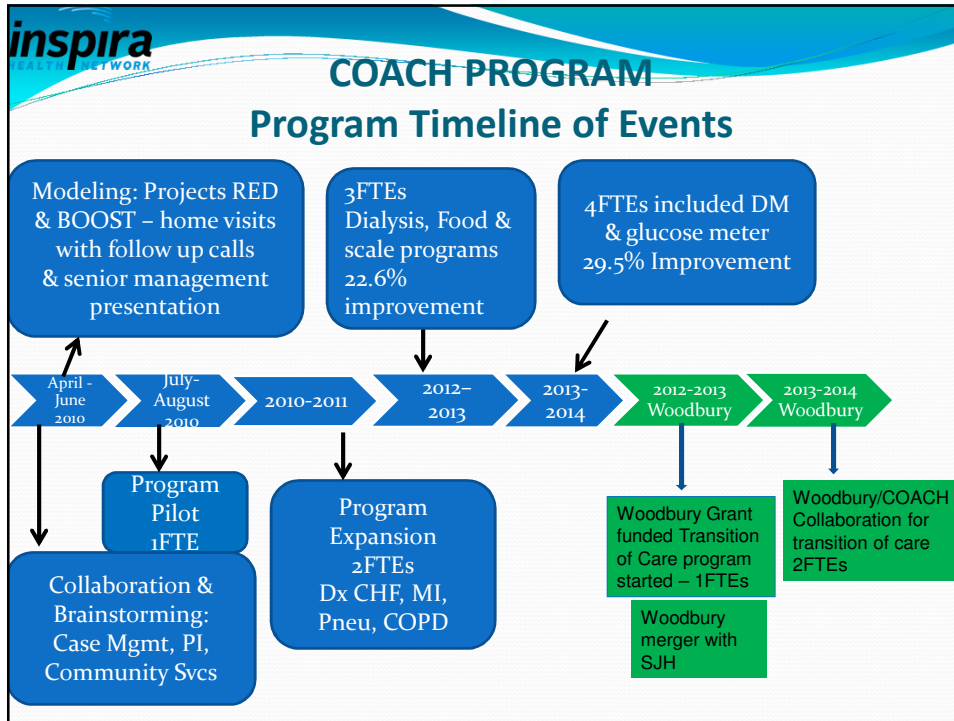 inspira
HEALTH NETWORK
COACH PROGRAM
Program Timeline of Events
Modeling: Projects RED
& BOOST – home visits
with follow up calls
& senior management
presentation
3FTEs
Dialysis, Food &
scale programs
22.6%
improvement
4FTEs included DM
& glucose meter
29.5% Improvement
April -
June
2010
July-
August
2010
2010-2011
2012–
2013
2013-
2014
2012-2013
Woodbury
2013-2014
Woodbury
Program
Pilot
1FTE
Collaboration &
Brainstorming:
Case Mgmt, PI,
Community Svcs
Program
Expansion
2FTEs
Dx CHF, MI,
Pneu, COPD
Woodbury Grant
funded Transition
of Care program
started – 1FTEs
Woodbury
merger with
SJH
Woodbury/COACH
Collaboration for
transition of care
2FTEs